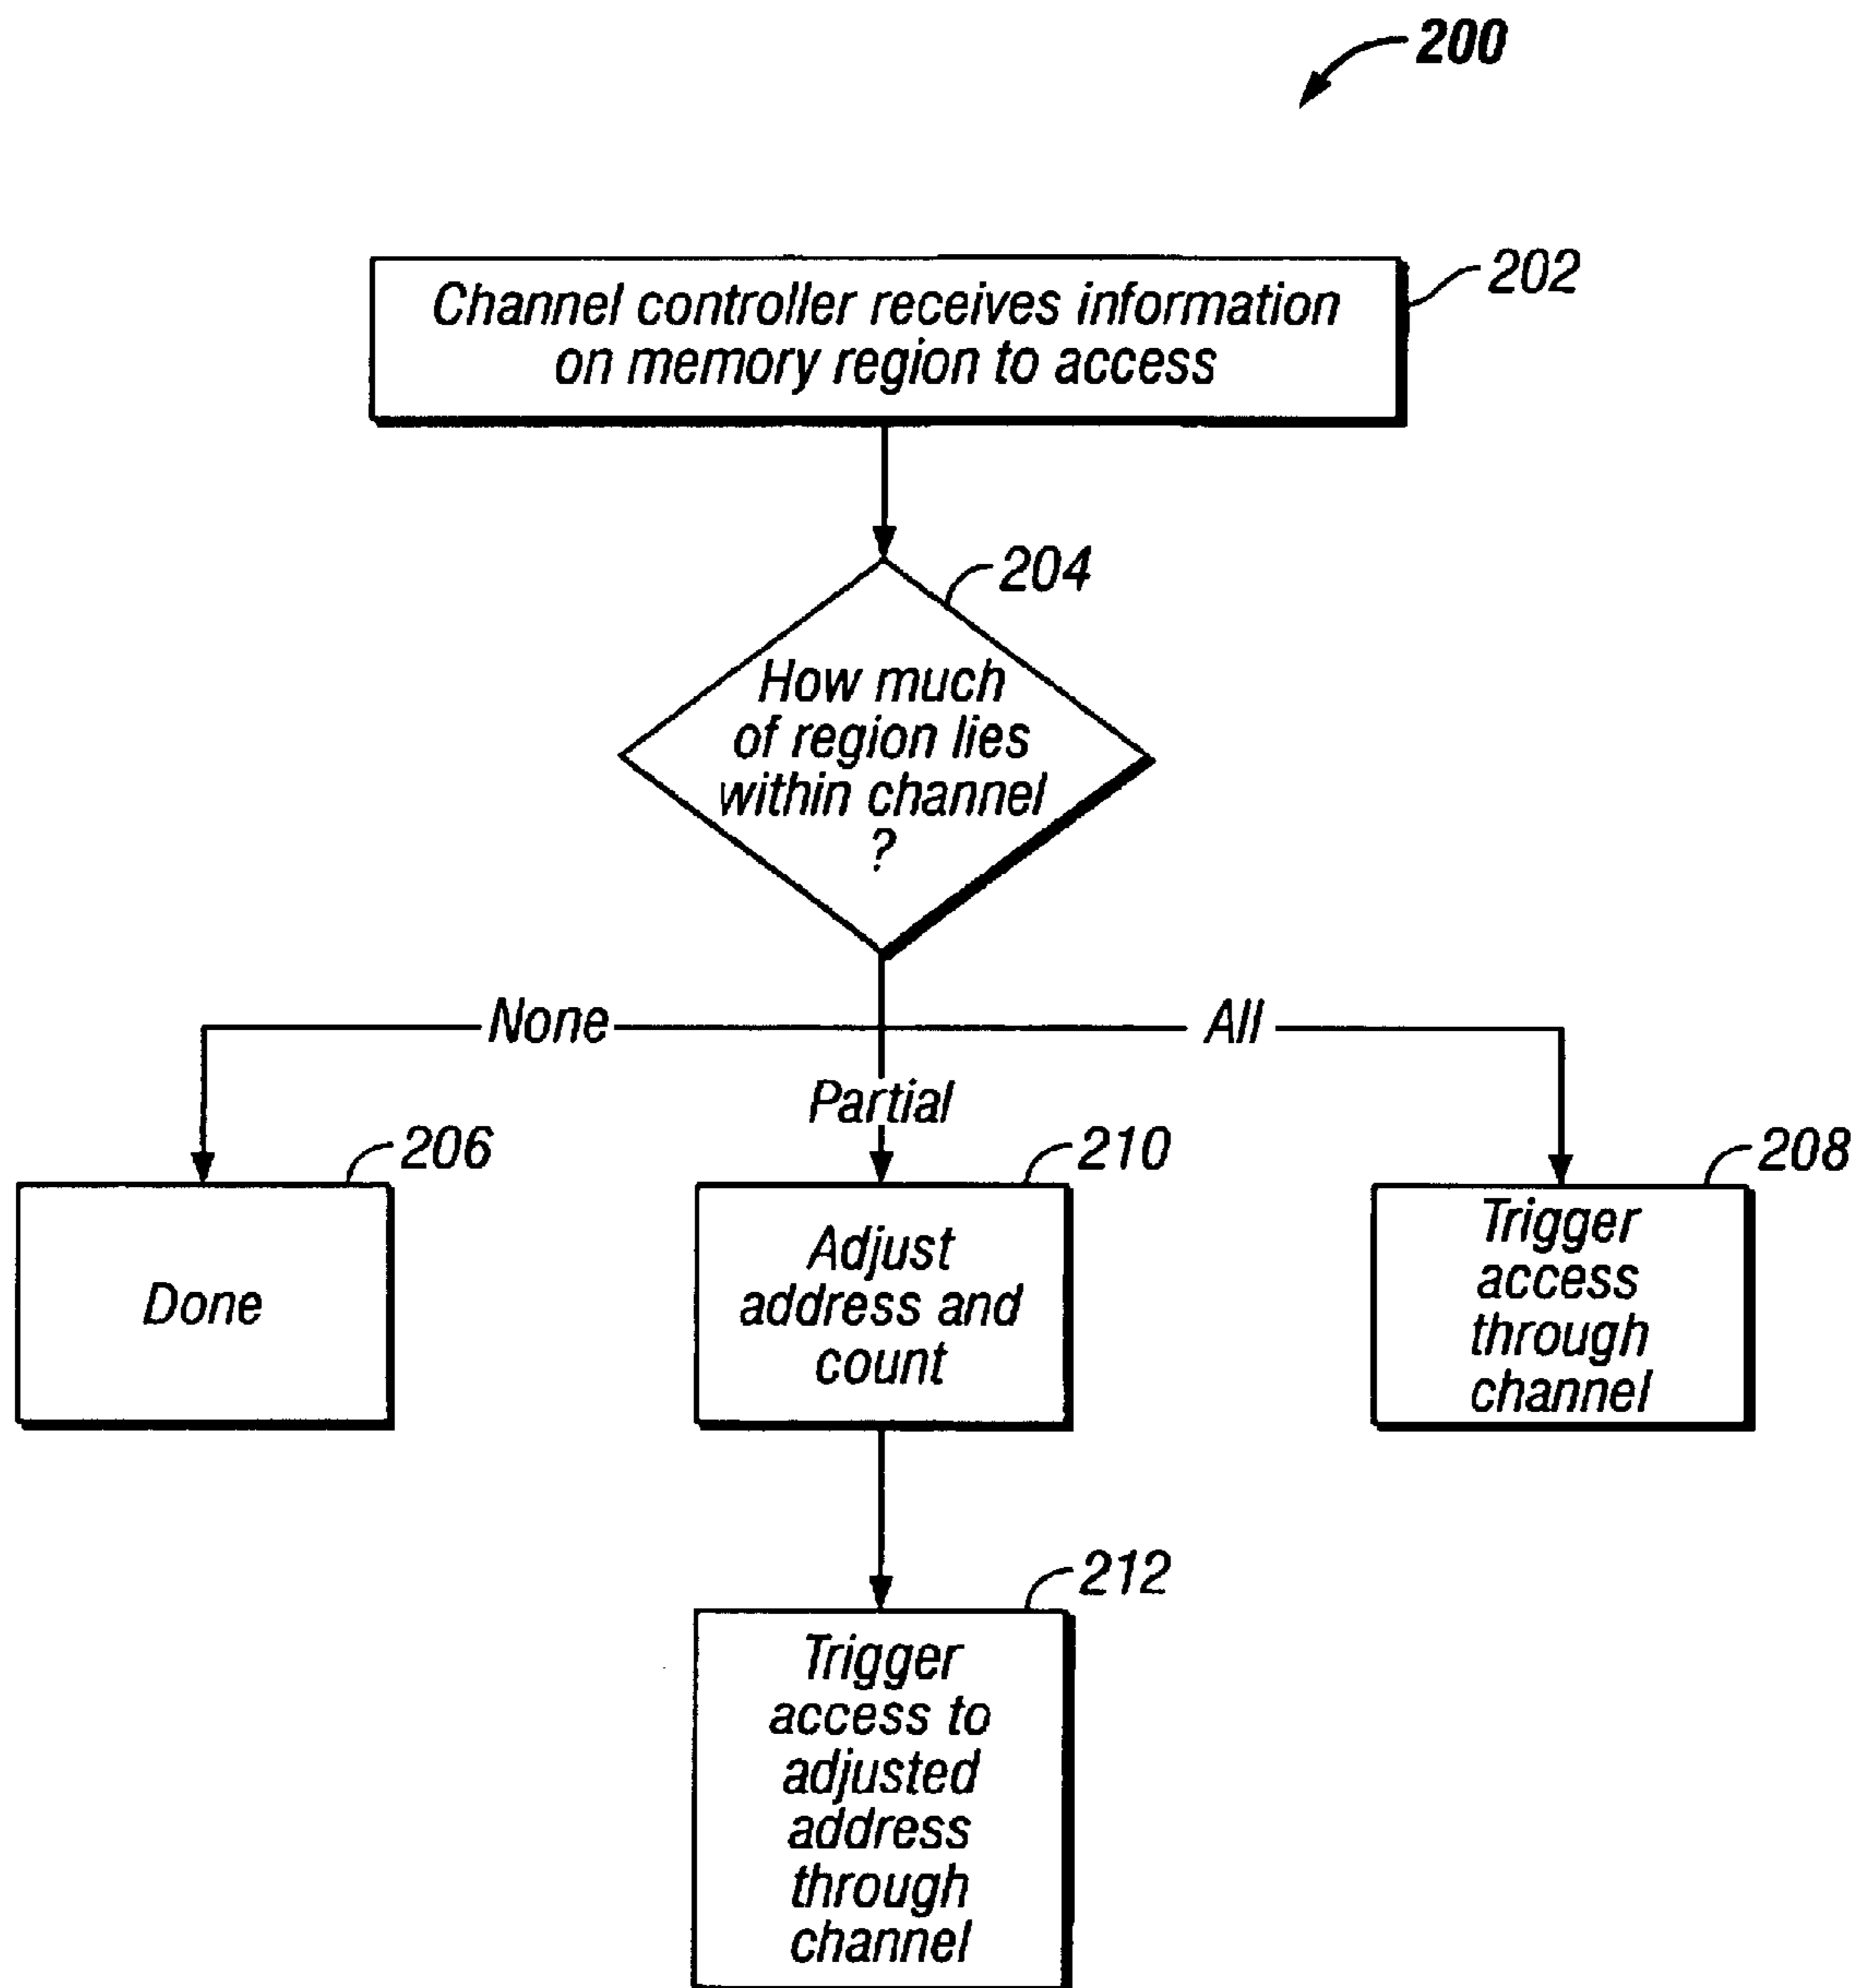 200
Channel controller receives information
on memory region to access
202
204
How much
of region lies
within channel
?
None
All
Partial
206
210
208
Done
Adjust
address and
count
Trigger
access
through
channel
212
Trigger
access to
adjusted
address
through
channel